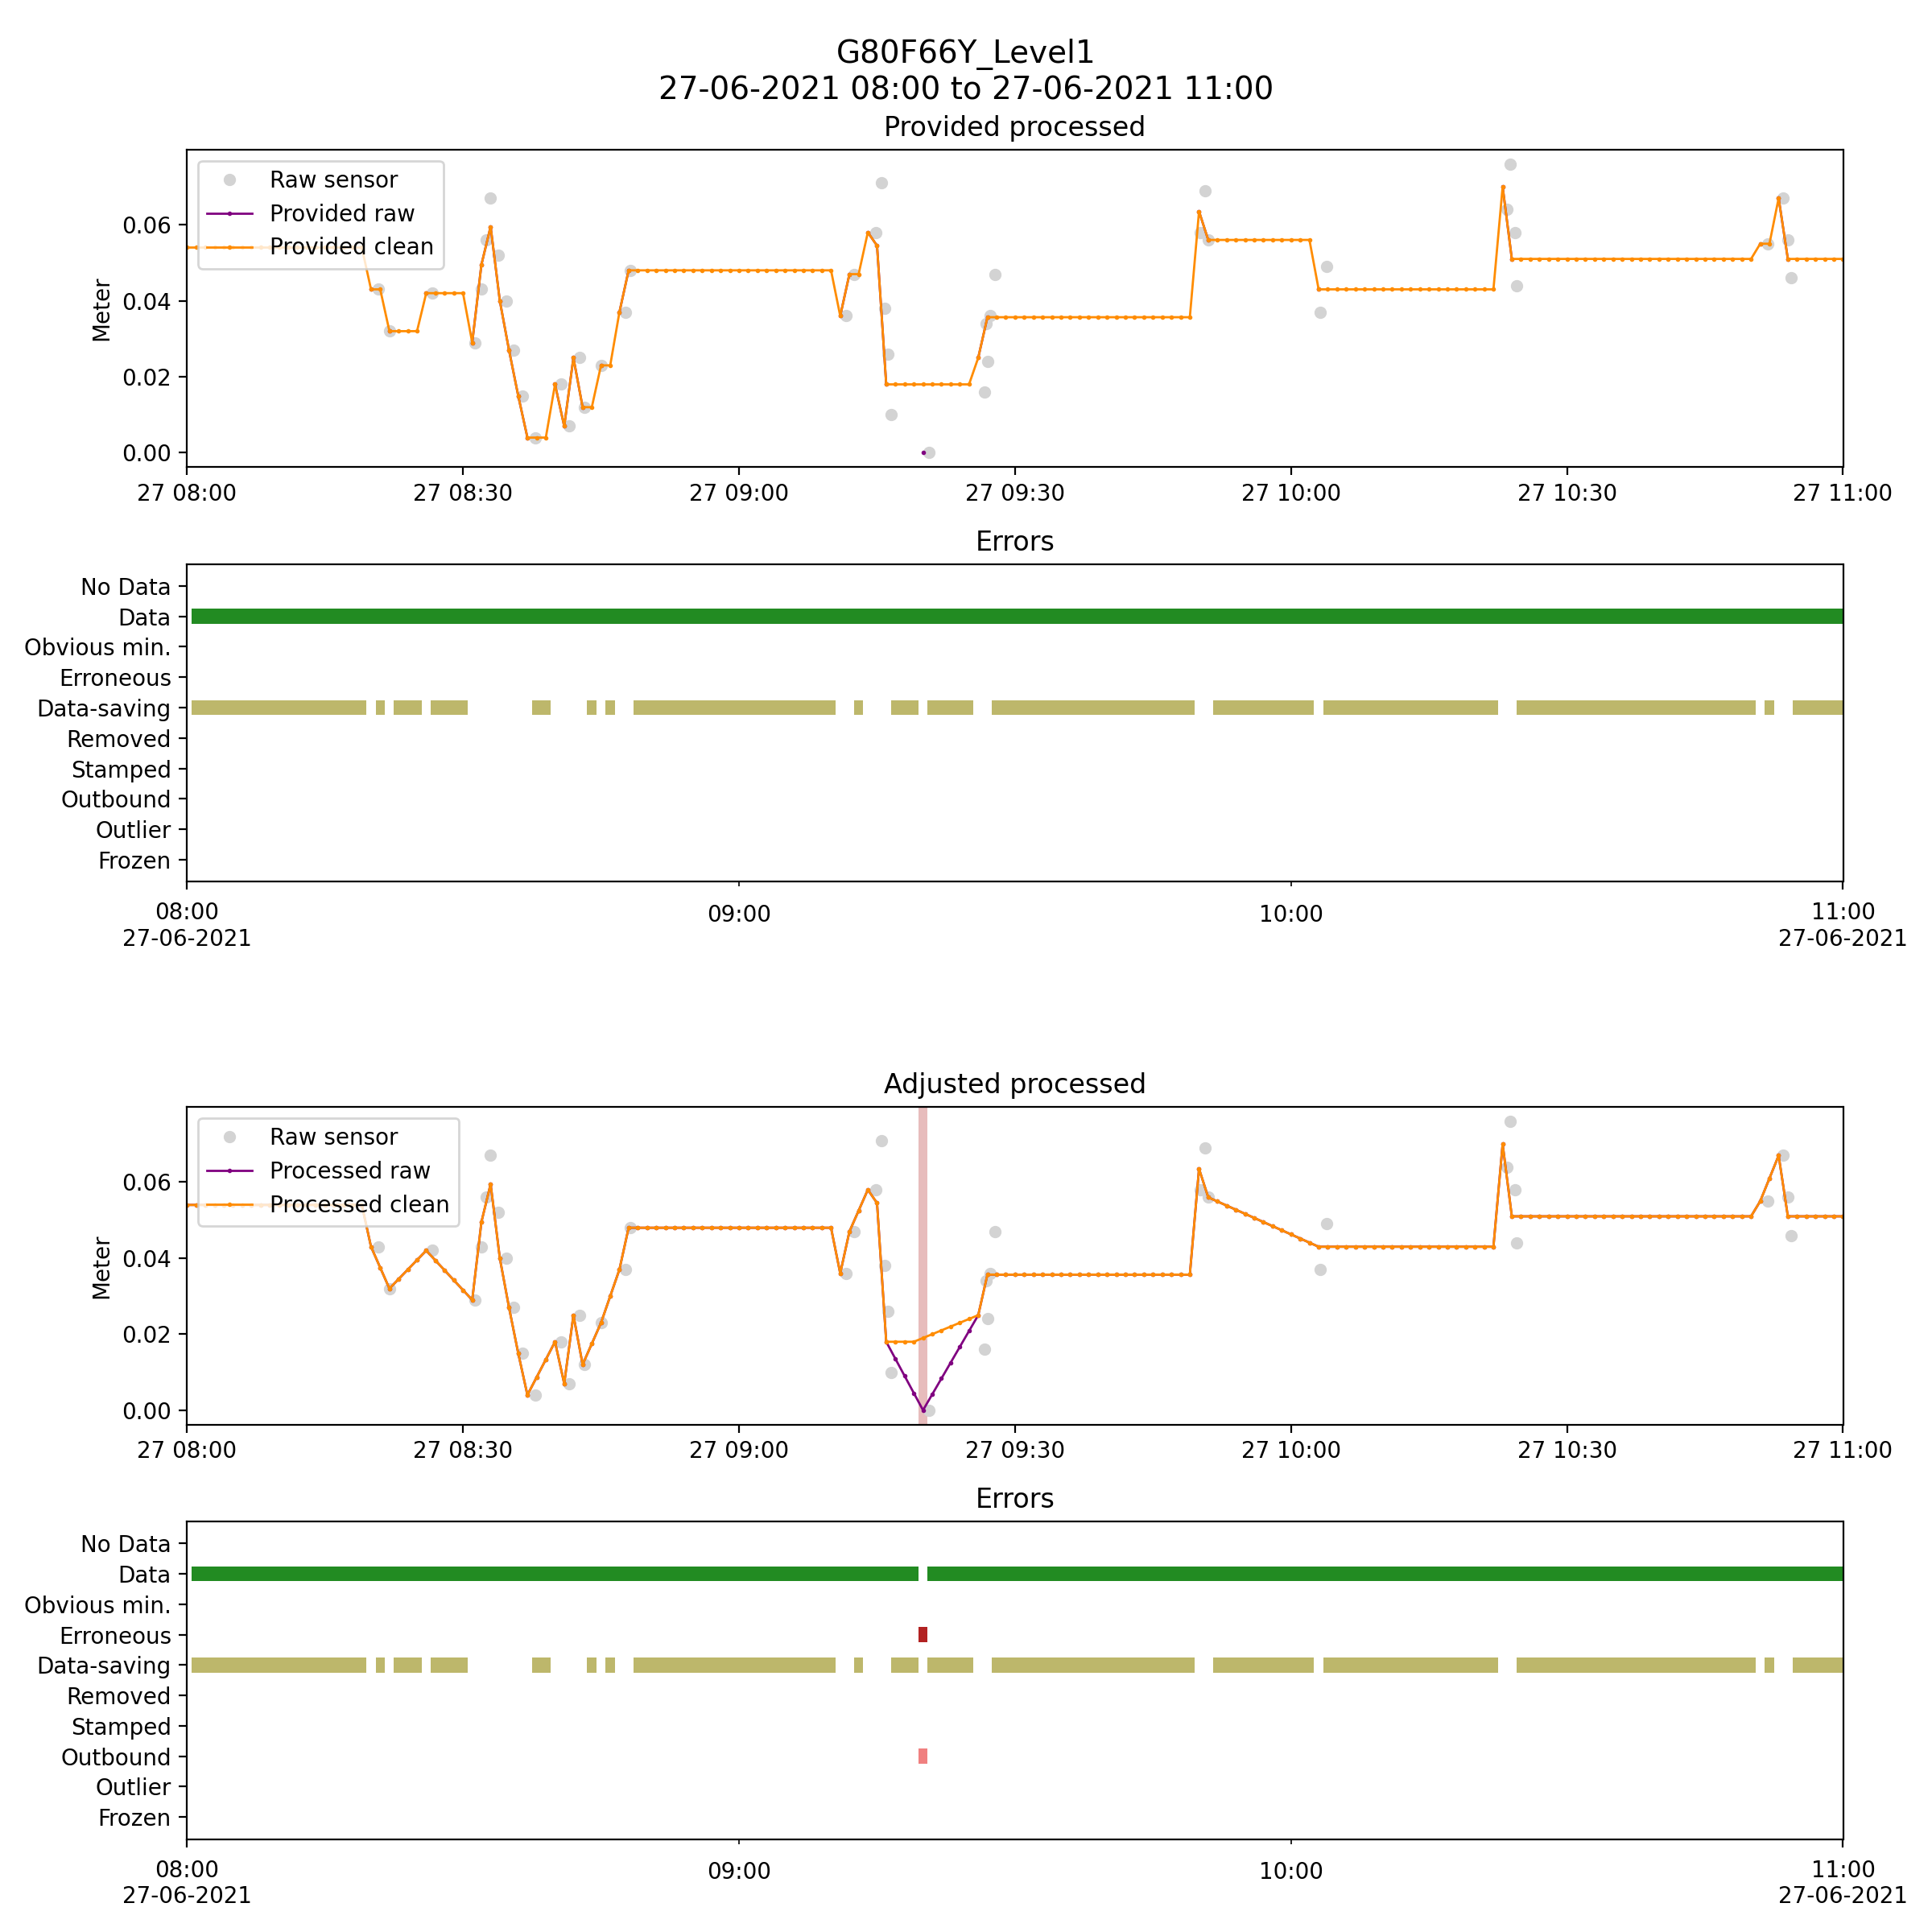 G80F66Y_Level1
27-06-2021 08:00 to 27-06-2021 11:00
Provided processed
Raw sensor
Provided raw
Provided clean
Meter
0.06
0.04
0.02
0.00
27 08:00 27 08:30 27 09:00 27 09:30 27 10:00 27 10:30 27 11:00
Errors
No Data
Data
Obvious min.
Erroneous
Data-saving
Removed
Stamped
Outbound
Outlier
Frozen
08:00 09:00 10:00 11:00
27-06-2021 27-06-2021
Adjusted processed
Raw sensor
Processed raw
Processed clean
Meter
0.06
0.04
0.02
0.00
27 08:00 27 08:30 27 09:00 27 09:30 27 10:00 27 10:30 27 11:00
Errors
No Data
Data
Obvious min.
Erroneous
Data-saving
Removed
Stamped
Outbound
Outlier
Frozen
08:00 09:00 10:00 11:00
27-06-2021 27-06-2021